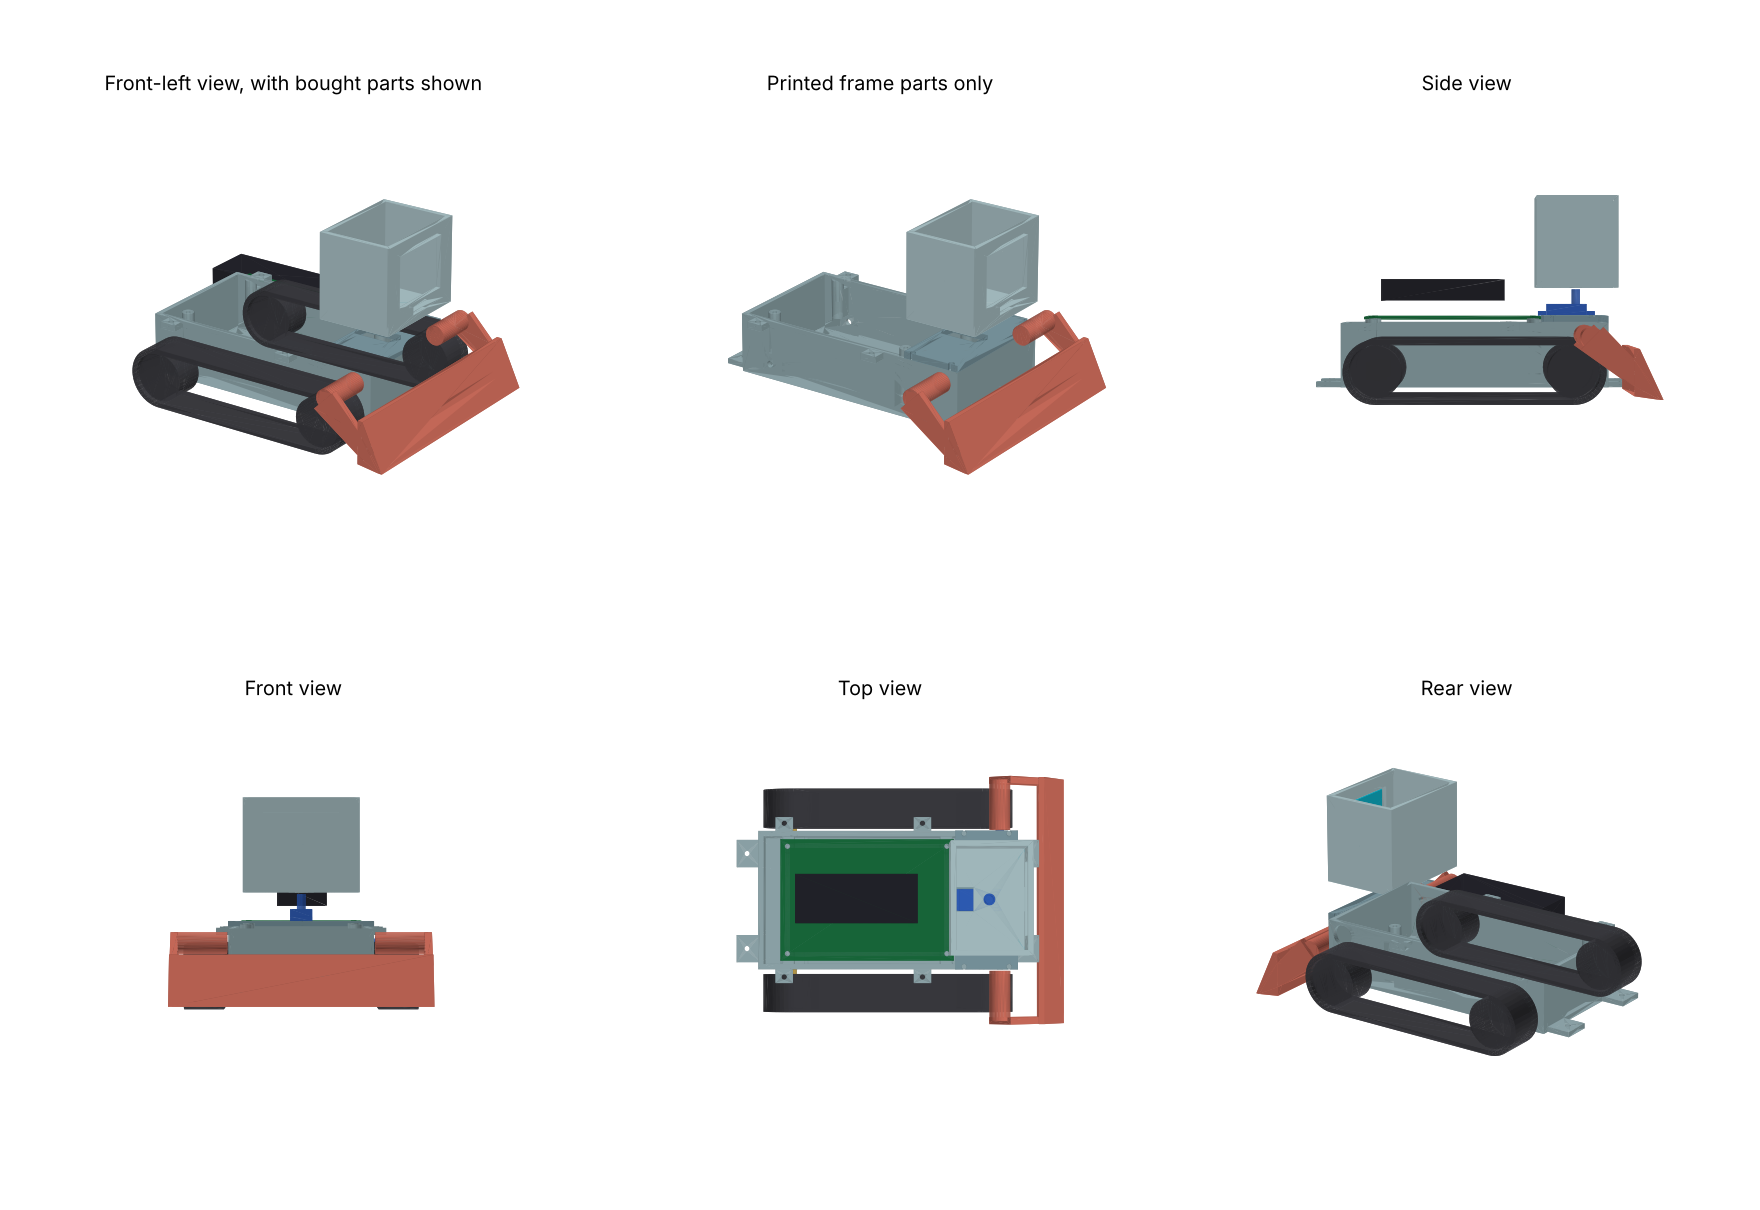 Front-left view, with bought parts shown
Printed frame parts only
Side view
Front view
Top view
Rear view